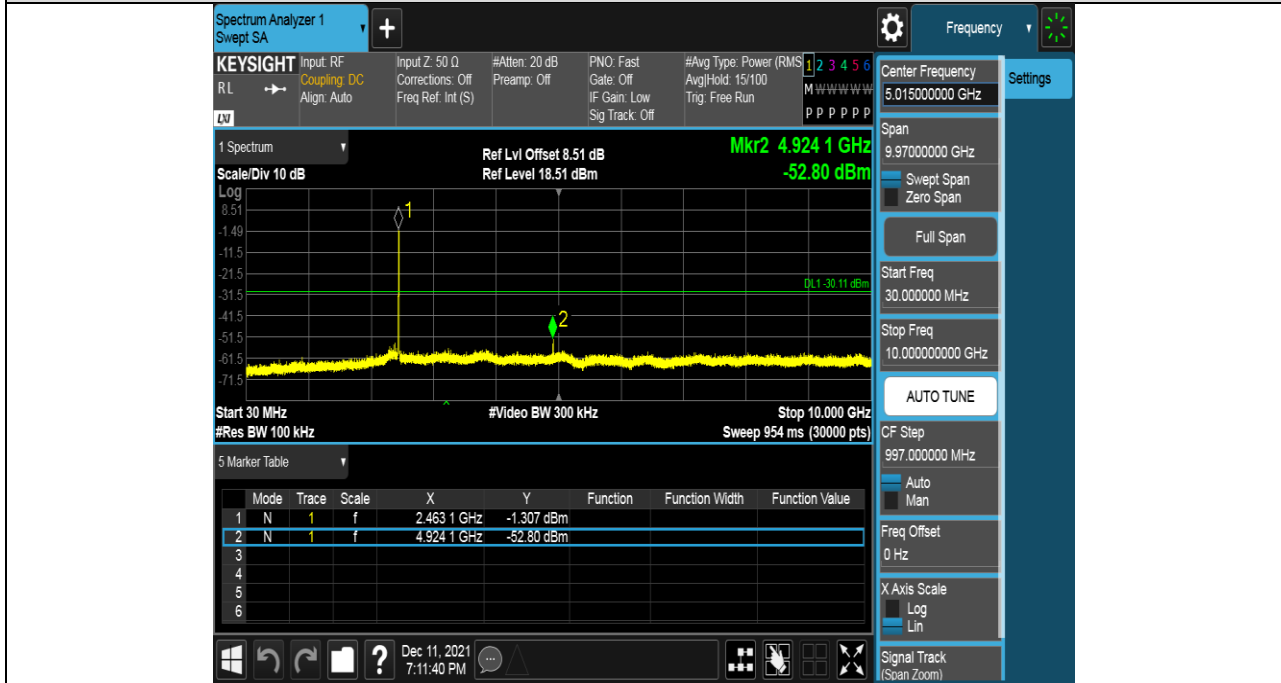 Spectrum Analyzer 1
Swept SA
+
Frequency
KEYSIGHT
RL
LXI
Input: RF
Coupling: DC
Align: Auto
Input Z: 50 Ω
Corrections: Off
Freq Ref: Int (S)
#Atten: 20 dB
Preamp: Off
PNO: Fast
Gate: Off
IF Gain: Low
Sig Track: Off
#Avg Type: Power (RMS
Avg|Hold: 15/100
Trig: Free Run
1 2 3 4 5 6
M W W W W W
P P P P P P
1 Spectrum
Scale/Div 10 dB
Ref Lvl Offset 8.51 dB
Ref Level 18.51 dBm
Mkr2 4.924 1 GHz
-52.80 dBm
Log
8.51
-1.49
-11.5
-21.5
-31.5
-41.5
-51.5
-61.5
-71.5
1
2
DL1 -30.11 dBm
Start 30 MHz
#Video BW 300 kHz
Stop 10.000 GHz
#Res BW 100 kHz
Sweep 954 ms (30000 pts)
5 Marker Table
Mode Trace Scale X Y Function Function Width Function Value
1 N 1 f 2.463 1 GHz -1.307 dBm
2 N 1 f 4.924 1 GHz -52.80 dBm
3
4
5
6
?
Dec 11, 2021
7:11:40 PM
Center Frequency
5.015000000 GHz
Settings
Span
9.97000000 GHz
Swept Span
Zero Span
Full Span
Start Freq
30.000000 MHz
Stop Freq
10.000000000 GHz
AUTO TUNE
CF Step
997.000000 MHz
Auto
Man
Freq Offset
0 Hz
X Axis Scale
Log
Lin
Signal Track
(Span Zoom)